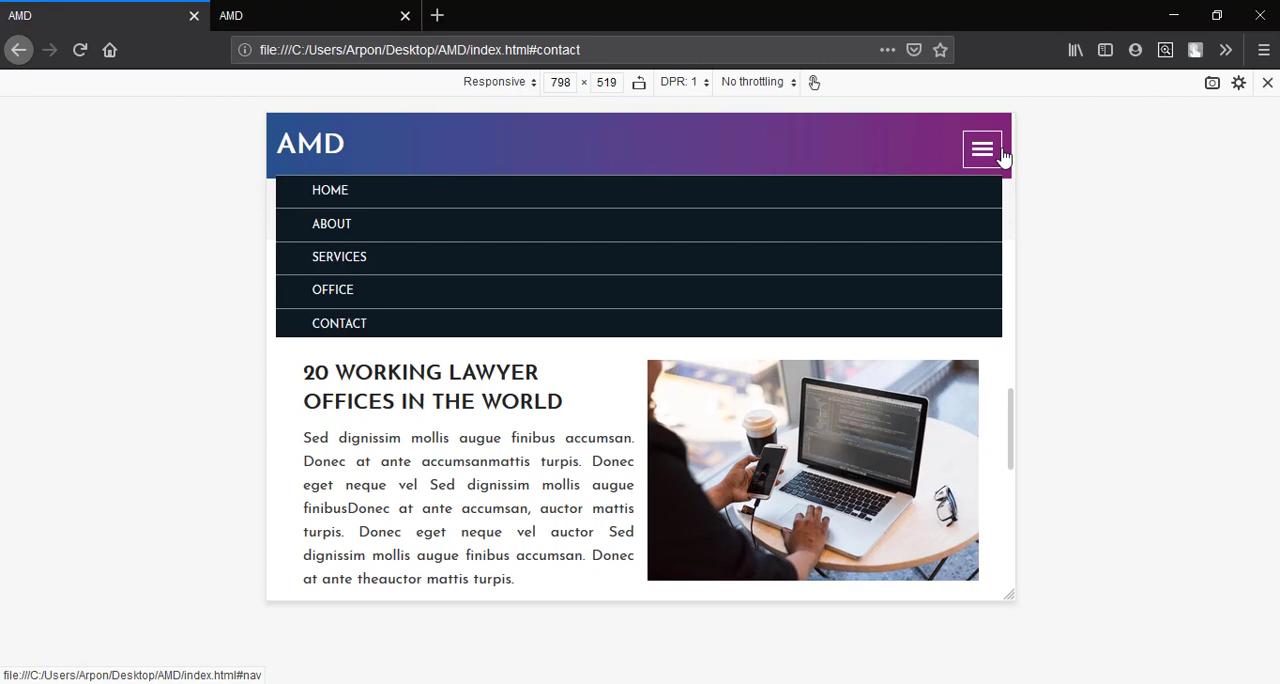 AMD
AMD
file:///C:/Users/Arpon/Desktop/AMD/index.html#contact
Responsive 798 × 519 DPR: 1 No throttling
AMD
HOME
ABOUT
SERVICES
OFFICE
CONTACT
20 WORKING LAWYER
OFFICES IN THE WORLD
Sed dignissim mollis augue finibus accumsan.
Donec at ante accumsanmattis turpis. Donec
eget neque vel Sed dignissim mollis augue
finibusDonec at ante accumsan, auctor mattis
turpis. Donec eget neque vel auctor Sed
dignissim mollis augue finibus accumsan. Donec
at ante theauctor mattis turpis.
file:///C:/Users/Arpon/Desktop/AMD/index.html#nav